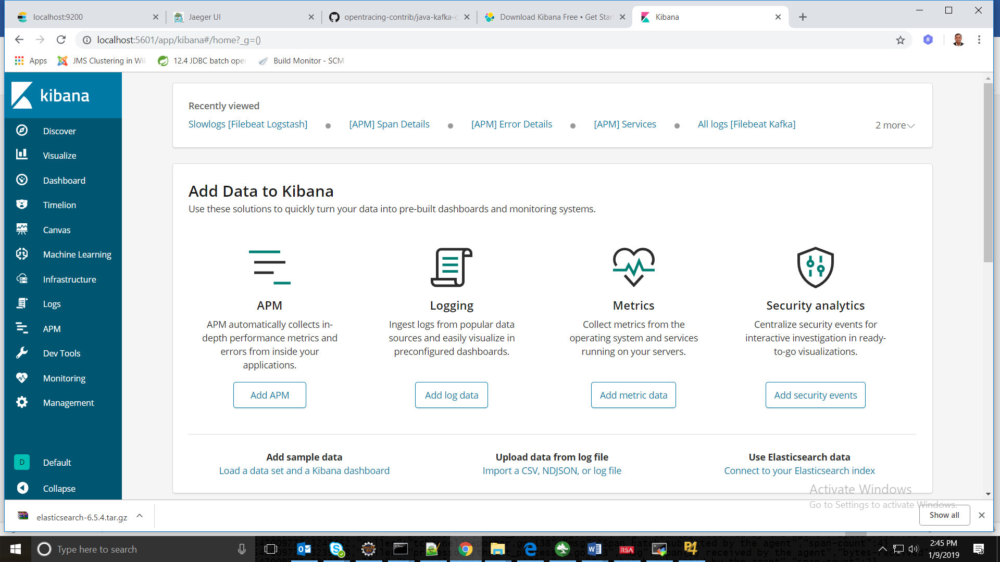 localhost:9200
Jaeger UI
opentracing-contrib/java-kafka-c
Download Kibana Free • Get Star
Kibana
localhost:5601/app/kibana#/home?_g=()
R
Apps
JMS Clustering in Wil
12.4 JDBC batch oper
Build Monitor - SCM
kibana
Discover
Visualize
Dashboard
Timelion
Canvas
Machine Learning
Infrastructure
Logs
APM
Dev Tools
Monitoring
Management
D Default
Collapse
Recently viewed
Slowlogs [Filebeat Logstash]
[APM] Span Details
[APM] Error Details
[APM] Services
All logs [Filebeat Kafka]
2 more
Add Data to Kibana
Use these solutions to quickly turn your data into pre-built dashboards and monitoring systems.
APM
APM automatically collects in-
depth performance metrics and
errors from inside your
applications.
Add APM
Logging
Ingest logs from popular data
sources and easily visualize in
preconfigured dashboards.
Add log data
Metrics
Collect metrics from the
operating system and services
running on your servers.
Add metric data
Security analytics
Centralize security events for
interactive investigation in ready-
to-go visualizations.
Add security events
Add sample data
Load a data set and a Kibana dashboard
Upload data from log file
Import a CSV, NDJSON, or log file
Use Elasticsearch data
Connect to your Elasticsearch index
Activate Windows
Go to Settings to activate Windows.
elasticsearch-6.5.4.tar.gz
Show all
Type here to search
RSA
P4
2:45 PM
1/9/2019